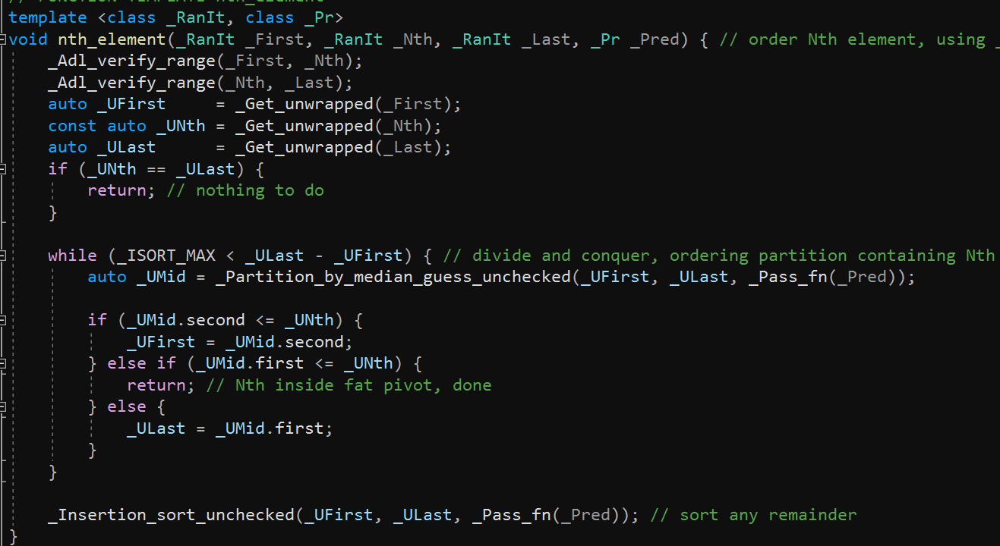 // FUNCTION TEMPLATE nth_element
template <class _RanIt, class _Pr>
void nth_element(_RanIt _First, _RanIt _Nth, _RanIt _Last, _Pr _Pred) { // order Nth element, using _
    _Adl_verify_range(_First, _Nth);
    _Adl_verify_range(_Nth, _Last);
    auto _UFirst     = _Get_unwrapped(_First);
    const auto _UNth = _Get_unwrapped(_Nth);
    auto _ULast      = _Get_unwrapped(_Last);
    if (_UNth == _ULast) {
        return; // nothing to do
    }
    while (_ISORT_MAX < _ULast - _UFirst) { // divide and conquer, ordering partition containing Nth
        auto _UMid = _Partition_by_median_guess_unchecked(_UFirst, _ULast, _Pass_fn(_Pred));
        if (_UMid.second <= _UNth) {
            _UFirst = _UMid.second;
        } else if (_UMid.first <= _UNth) {
            return; // Nth inside fat pivot, done
        } else {
            _ULast = _UMid.first;
        }
    }
    _Insertion_sort_unchecked(_UFirst, _ULast, _Pass_fn(_Pred)); // sort any remainder
}